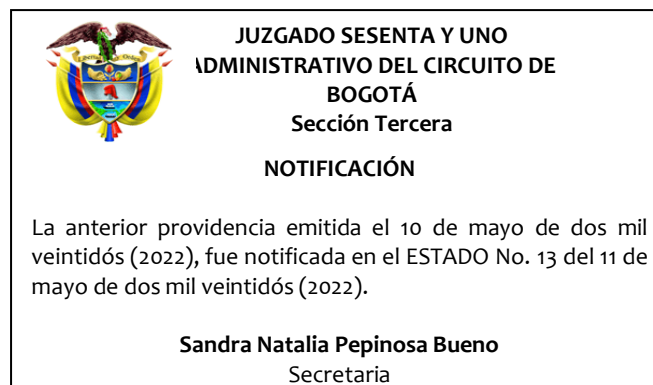 JUZGADO SESENTA Y UNO
ADMINISTRATIVO DEL CIRCUITO DE
BOGOTÁ
Sección Tercera
NOTIFICACIÓN
La anterior providencia emitida el 10 de mayo de dos mil
veintidós (2022), fue notificada en el ESTADO No. 13 del 11 de
mayo de dos mil veintidós (2022).
Sandra Natalia Pepinosa Bueno
Secretaria